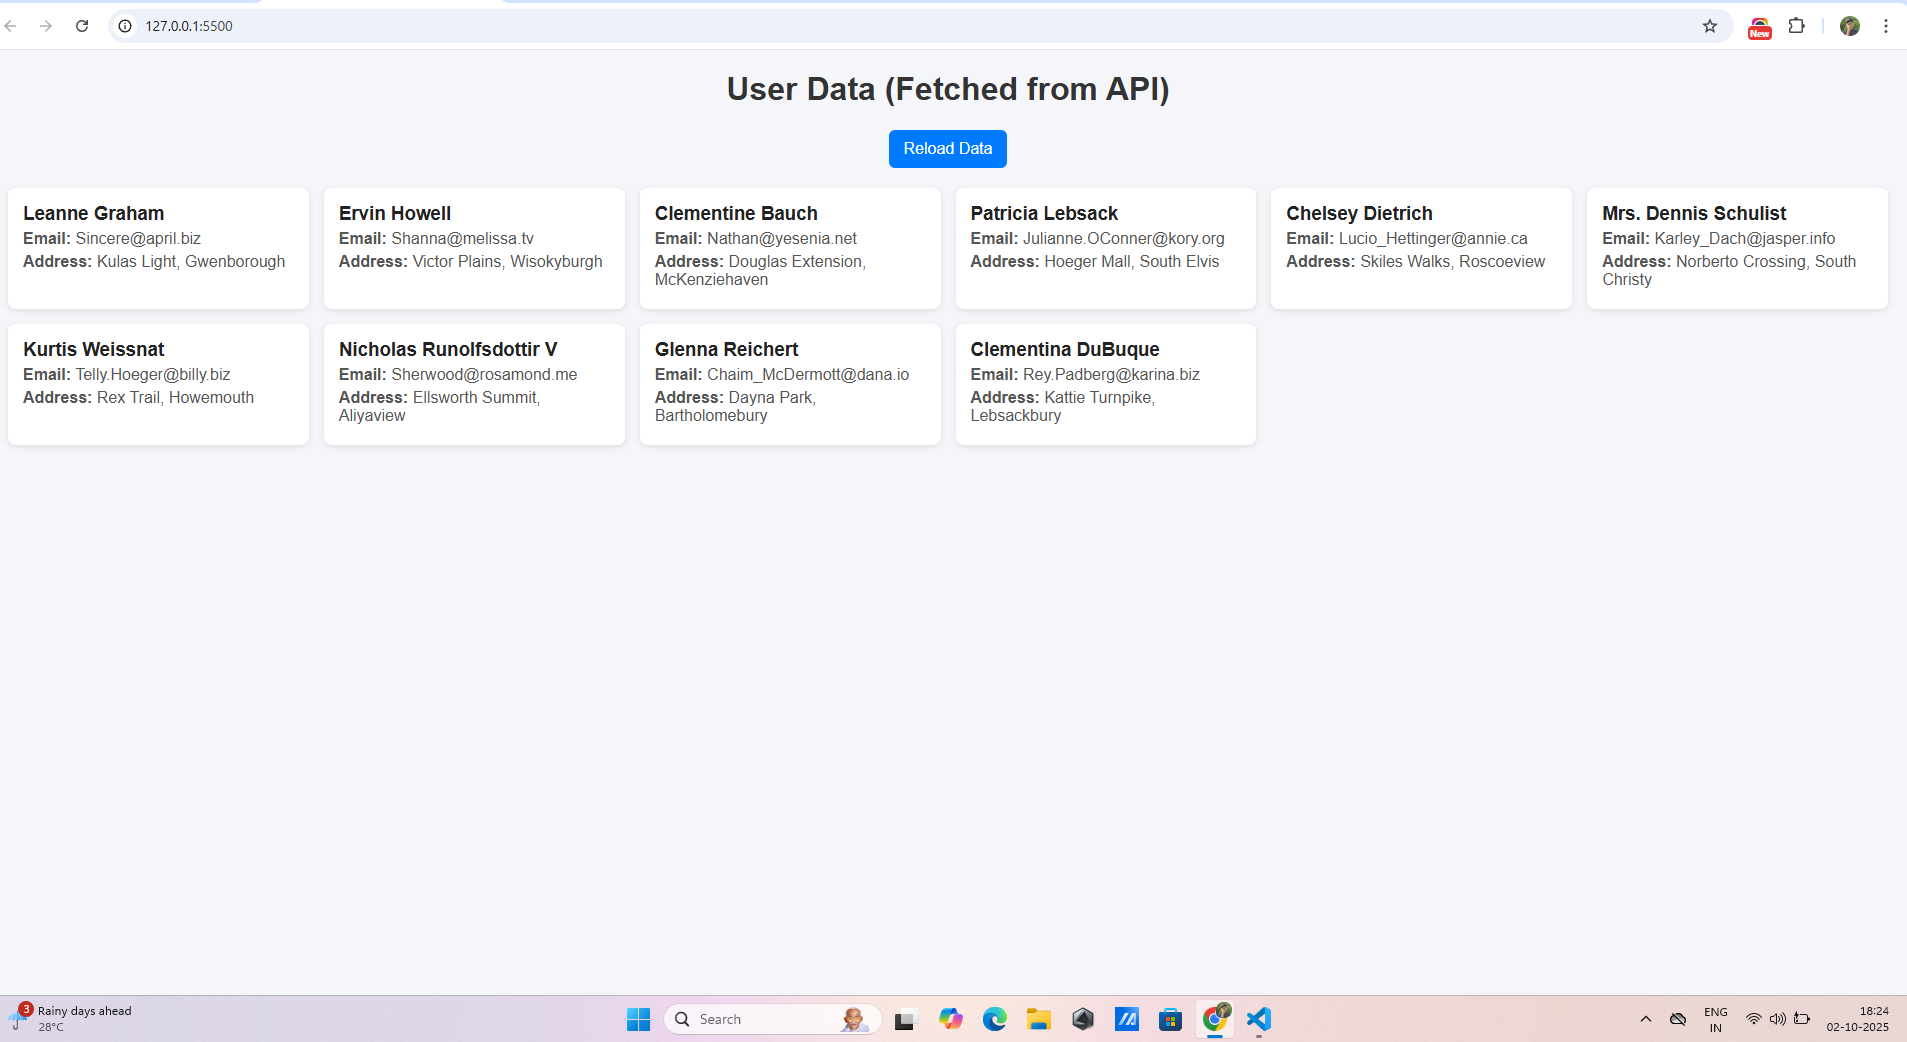 127.0.0.1:5500
New
User Data (Fetched from API)
Reload Data
Leanne Graham
Email: Sincere@april.biz
Address: Kulas Light, Gwenborough
Ervin Howell
Email: Shanna@melissa.tv
Address: Victor Plains, Wisokyburgh
Clementine Bauch
Email: Nathan@yesenia.net
Address: Douglas Extension,
McKenziehaven
Patricia Lebsack
Email: Julianne.OConner@kory.org
Address: Hoeger Mall, South Elvis
Chelsey Dietrich
Email: Lucio_Hettinger@annie.ca
Address: Skiles Walks, Roscoeview
Mrs. Dennis Schulist
Email: Karley_Dach@jasper.info
Address: Norberto Crossing, South
Christy
Kurtis Weissnat
Email: Telly.Hoeger@billy.biz
Address: Rex Trail, Howemouth
Nicholas Runolfsdottir V
Email: Sherwood@rosamond.me
Address: Ellsworth Summit,
Aliyaview
Glenna Reichert
Email: Chaim_McDermott@dana.io
Address: Dayna Park,
Bartholomebury
Clementina DuBuque
Email: Rey.Padberg@karina.biz
Address: Kattie Turnpike,
Lebsackbury
3
Rainy days ahead
28°C
Search
ENG
IN
18:24
02-10-2025